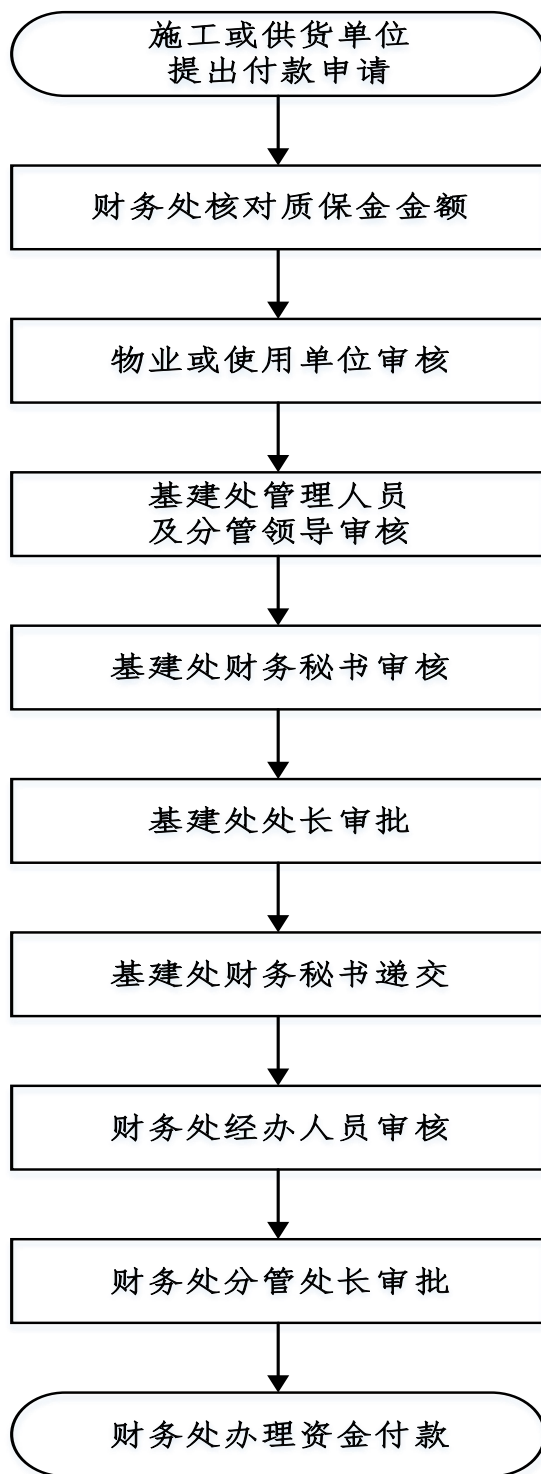 施工或供货单位
提出付款申请
财务处核对质保金金额
物业或使用单位审核
基建处管理人员
及分管领导审核
基建处财务秘书审核
基建处处长审批
基建处财务秘书递交
财务处经办人员审核
财务处分管处长审批
财务处办理资金付款